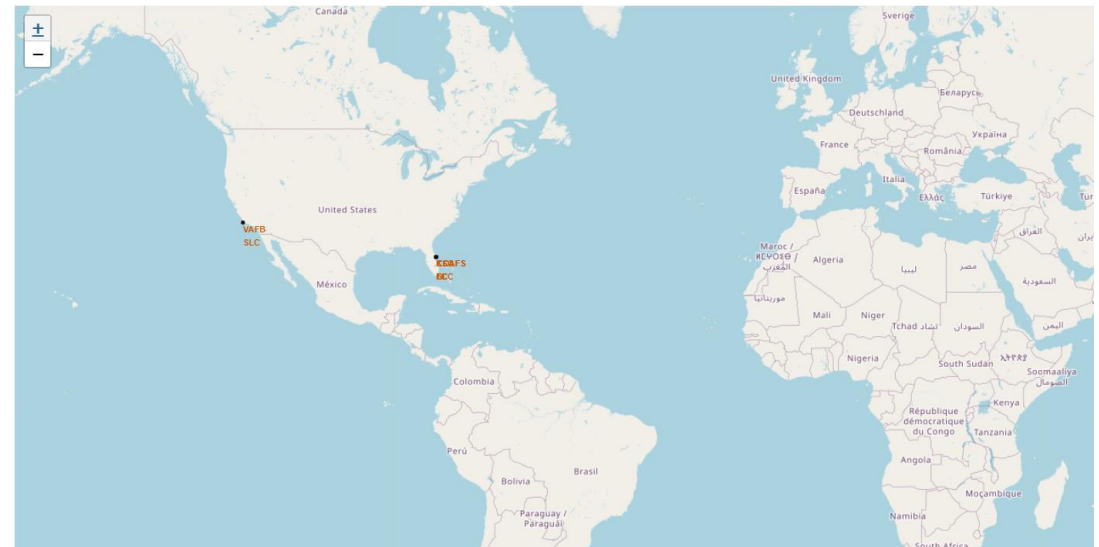 Canada
Sverige
+
−
United Kingdom
Беларусь
Deutschland
Україна
France
România
Italia
España
Ελλάς
Türkiye
United States
VAFB
SLC
العراق
Maroc /
ⵍⵎⵖⵔⵉⴱ /
المغرب
Algeria
ليبيا
مصر
السعودية
México
موريتانيا
Mali
Niger
Tchad تشاد
السودان
اليمن
Nigeria
South Sudan
Soomaaliya
الصومال
Colombia
Kenya
République
démocratique
du Congo
Tanzania
Perú
Brasil
Angola
Bolivia
Moçambique
Paraguay /
Paraguái
Namibia
South Africa